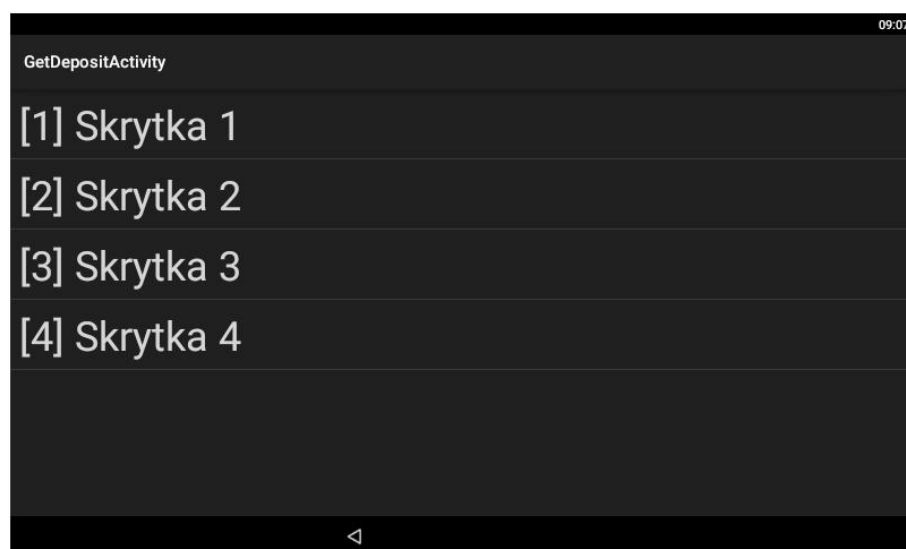 09:07
GetDepositActivity
[1] Skrytka 1
[2] Skrytka 2
[3] Skrytka 3
[4] Skrytka 4